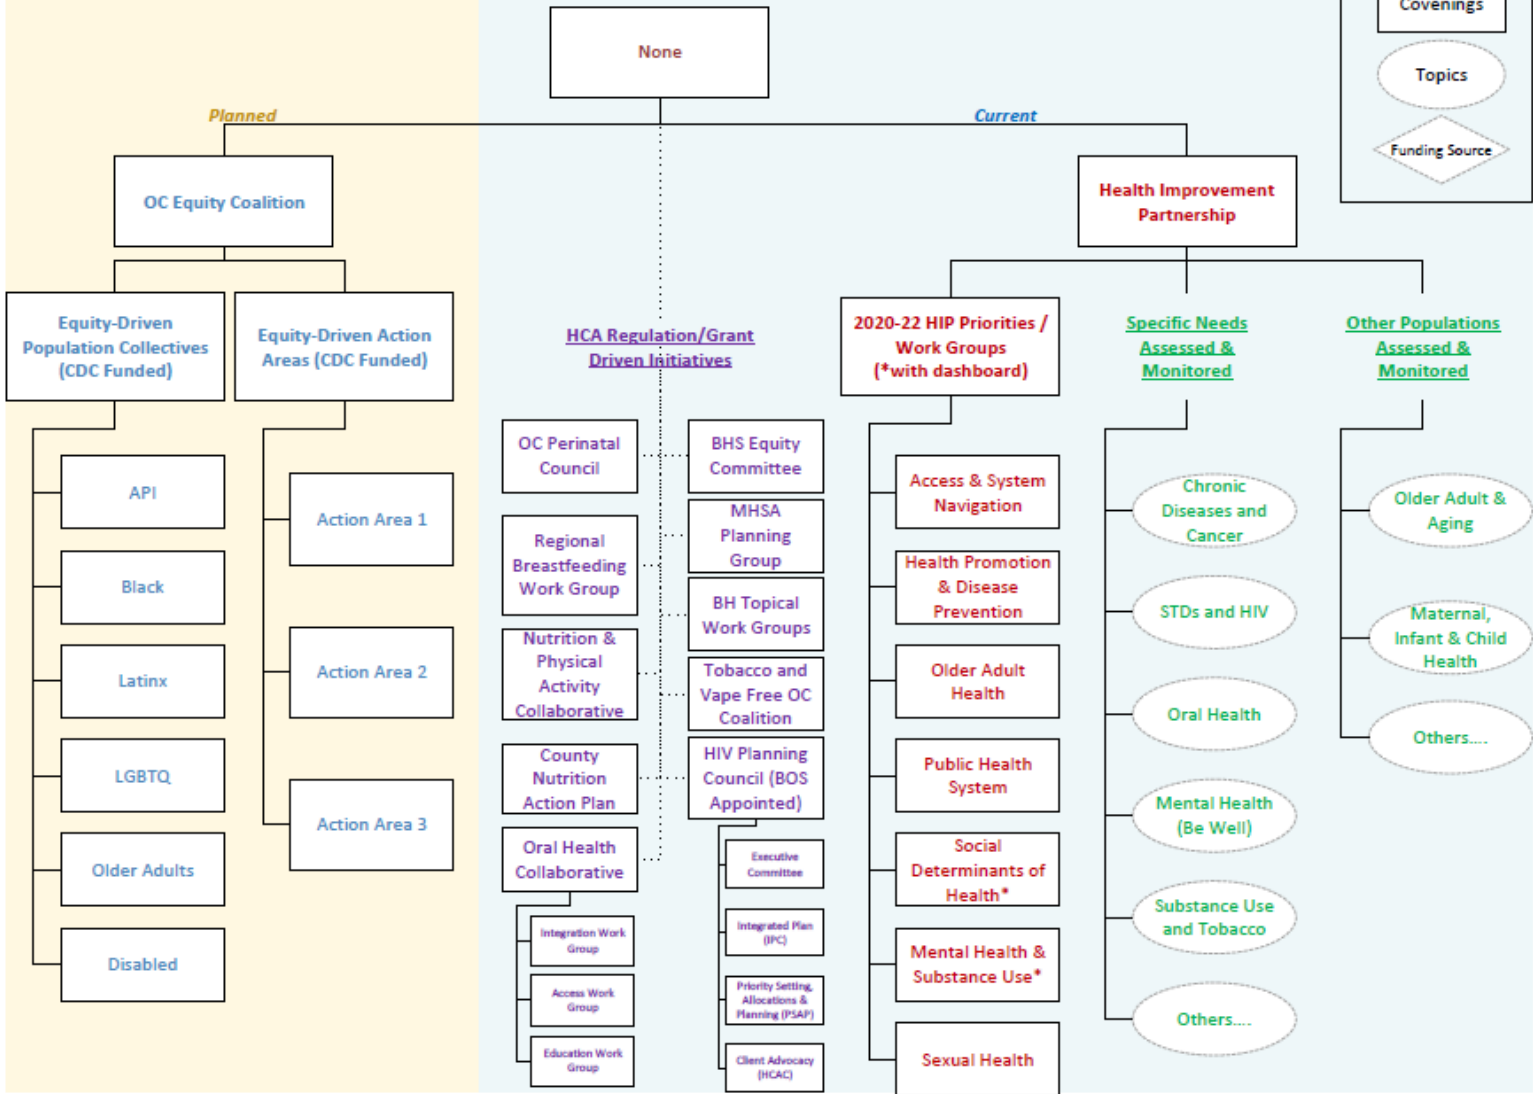 Covenings
Topics
Funding Source
None
Planned
Current
OC Equity Coalition
Health Improvement
Partnership
Equity-Driven
Population Collectives
(CDC Funded)
Equity-Driven Action
Areas (CDC Funded)
HCA Regulation/Grant
Driven Initiatives
2020-22 HIP Priorities /
Work Groups
(*with dashboard)
Specific Needs
Assessed &
Monitored
Other Populations
Assessed &
Monitored
API
Black
Latinx
LGBTQ
Older Adults
Disabled
Action Area 1
Action Area 2
Action Area 3
OC Perinatal
Council
Regional
Breastfeeding
Work Group
Nutrition &
Physical
Activity
Collaborative
County
Nutrition
Action Plan
Oral Health
Collaborative
Integration Work
Group
Access Work
Group
Education Work
Group
BHS Equity
Committee
MHSA
Planning
Group
BH Topical
Work Groups
Tobacco and
Vape Free OC
Coalition
HIV Planning
Council (BOS
Appointed)
Executive
Committee
Integrated Plan
(IPC)
Priority Setting,
Allocations &
Planning (PSAP)
Client Advocacy
(HCAC)
Access & System
Navigation
Health Promotion
& Disease
Prevention
Older Adult
Health
Public Health
System
Social
Determinants of
Health*
Mental Health &
Substance Use*
Sexual Health
Chronic
Diseases and
Cancer
STDs and HIV
Oral Health
Mental Health
(Be Well)
Substance Use
and Tobacco
Others....
Older Adult &
Aging
Maternal,
Infant & Child
Health
Others....